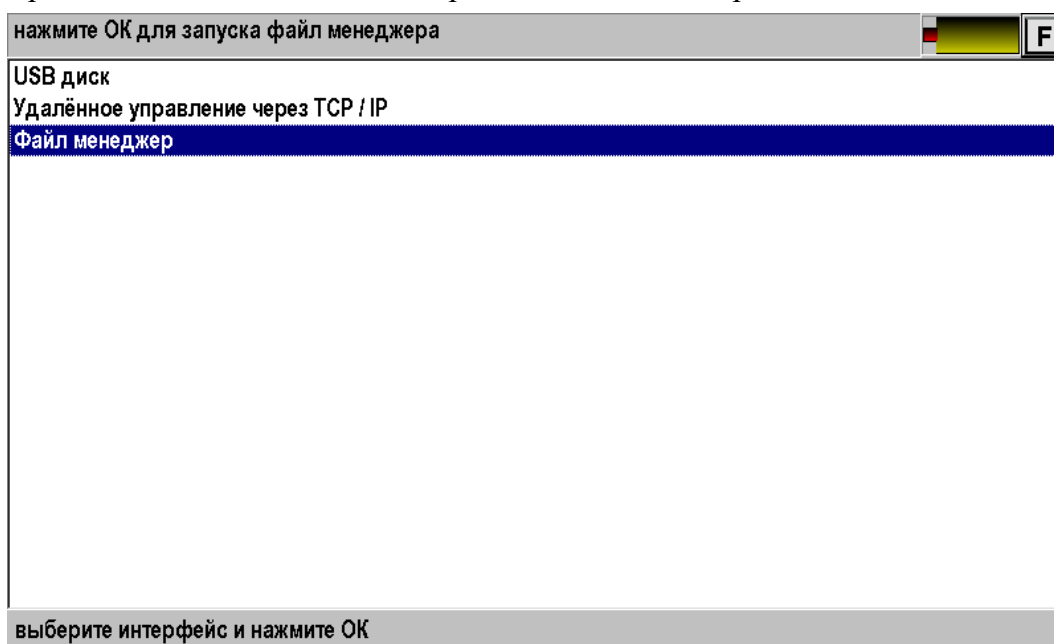 нажмите ОК для запуска файл менеджера
F
USB диск
Удалённое управление через TCP / IP
Файл менеджер
выберите интерфейс и нажмите ОК